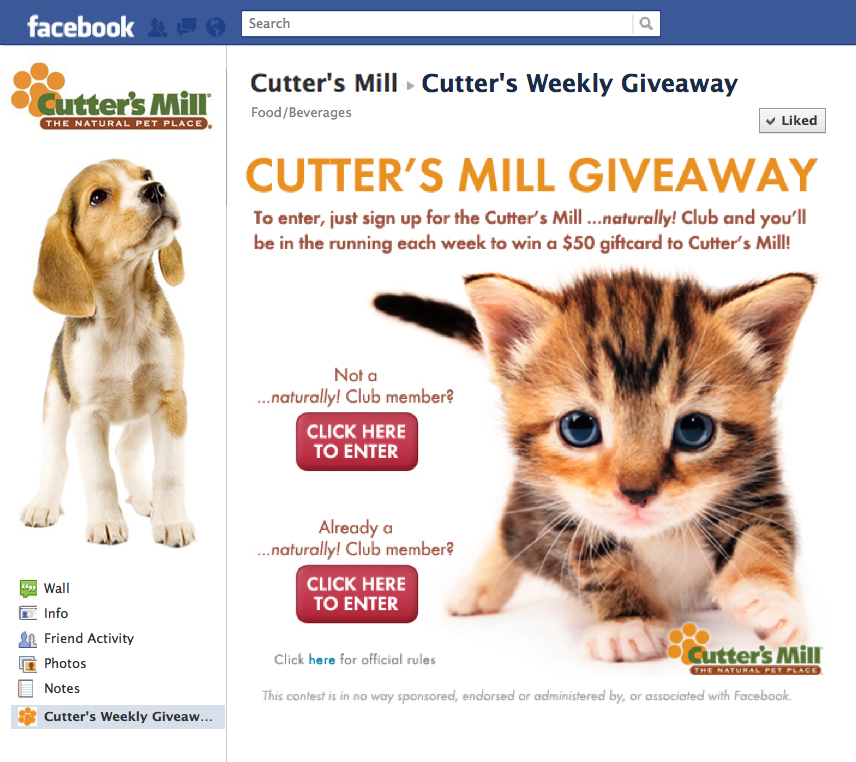 facebook
Search
Cutter's Mill
THE NATURAL PET PLACE.
Wall
Info
Friend Activity
Photos
Notes
Cutter's Weekly Giveaw...
Cutter's Mill ▸ Cutter's Weekly Giveaway
Food/Beverages
Liked
CUTTER'S MILL GIVEAWAY
To enter, just sign up for the Cutter's Mill ...naturally! Club and you'll
be in the running each week to win a $50 giftcard to Cutter's Mill!
Not a
...naturally! Club member?
CLICK HERE
TO ENTER
Already a
...naturally! Club member?
CLICK HERE
TO ENTER
Click here for official rules
Cutter's Mill
THE NATURAL PET PLACE.
This contest is in no way sponsored, endorsed or administered by, or associated with Facebook.